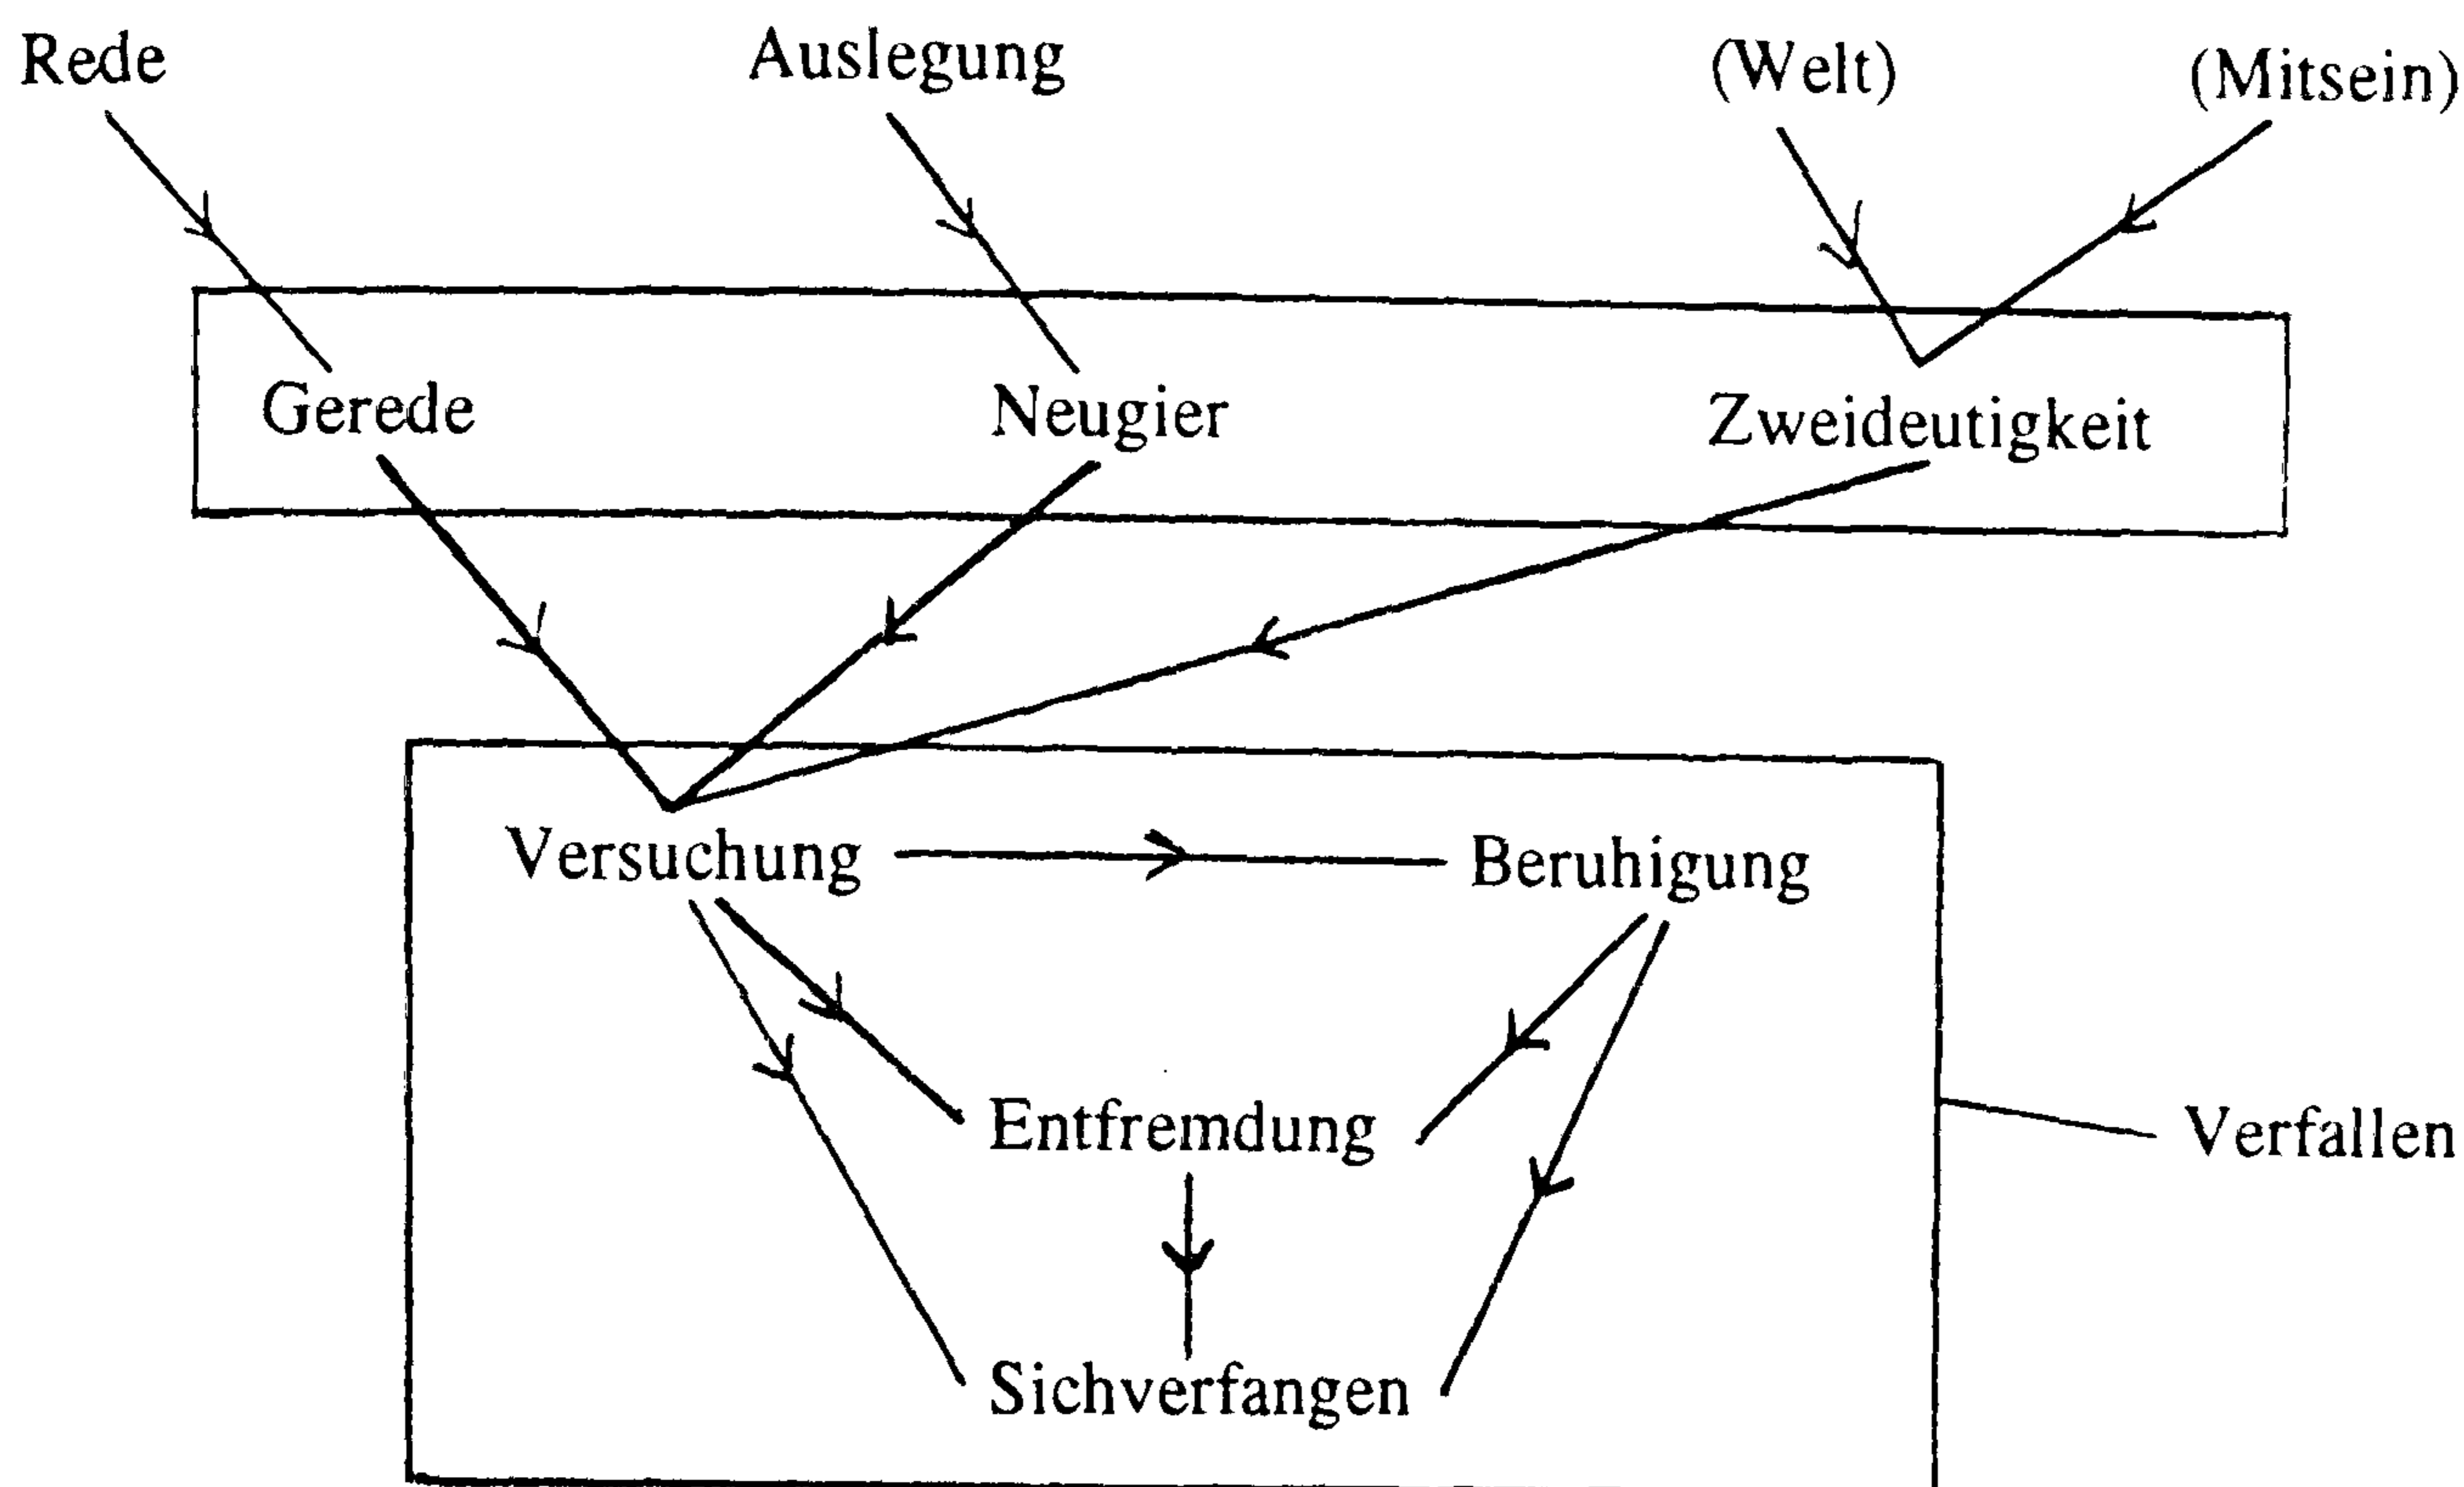 Rede Auslegung (Welt) (Mitsein)
Gerede Neugier Zweideutigkeit
Versuchung Beruhigung
Entfremdung Verfallen
Sichverfangen